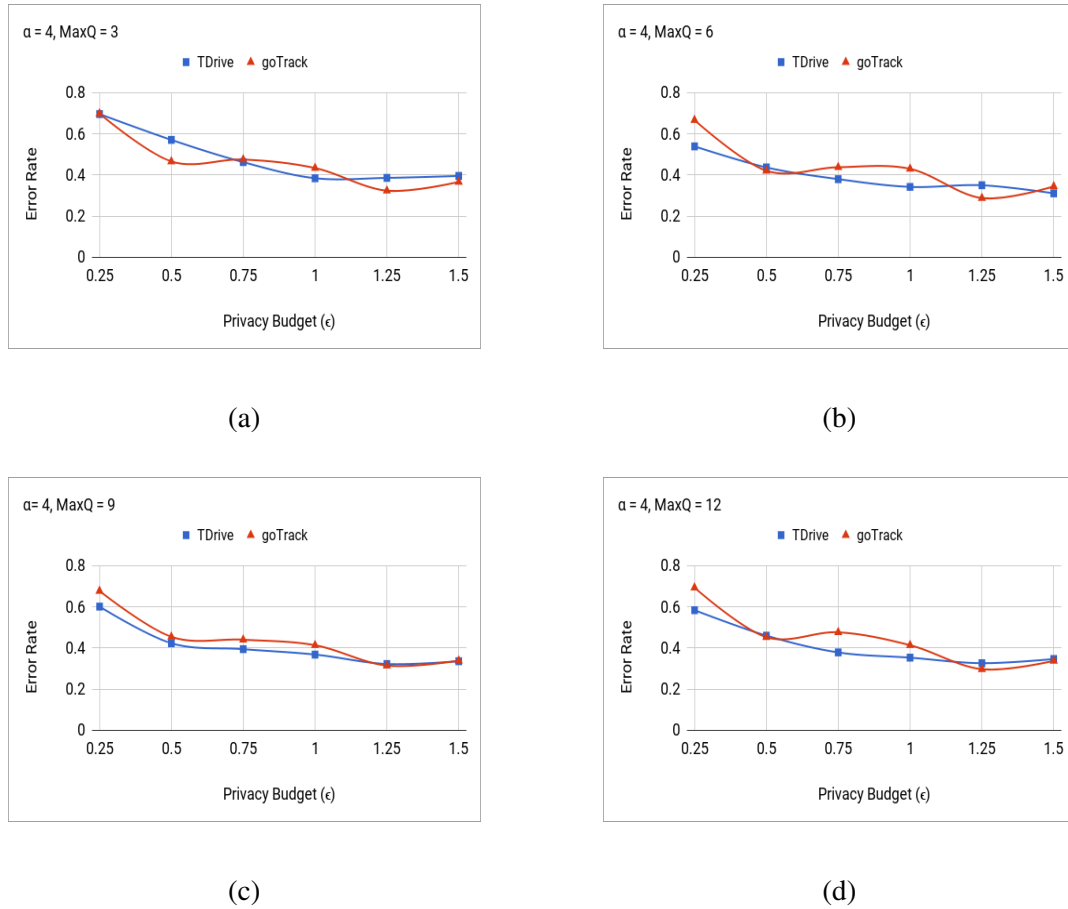 α = 4, MaxQ = 3
TDrive goTrack
0.8
0.6
0.4
0.2
0
Error Rate
0.25 0.5 0.75 1 1.25 1.5
Privacy Budget (ϵ)
(a)
α = 4, MaxQ = 6
TDrive goTrack
0.8
0.6
0.4
0.2
0
Error Rate
0.25 0.5 0.75 1 1.25 1.5
Privacy Budget (ϵ)
(b)
α= 4, MaxQ = 9
TDrive goTrack
0.8
0.6
0.4
0.2
0
Error Rate
0.25 0.5 0.75 1 1.25 1.5
Privacy Budget (ϵ)
(c)
α = 4, MaxQ = 12
TDrive goTrack
0.8
0.6
0.4
0.2
0
Error Rate
0.25 0.5 0.75 1 1.25 1.5
Privacy Budget (ϵ)
(d)